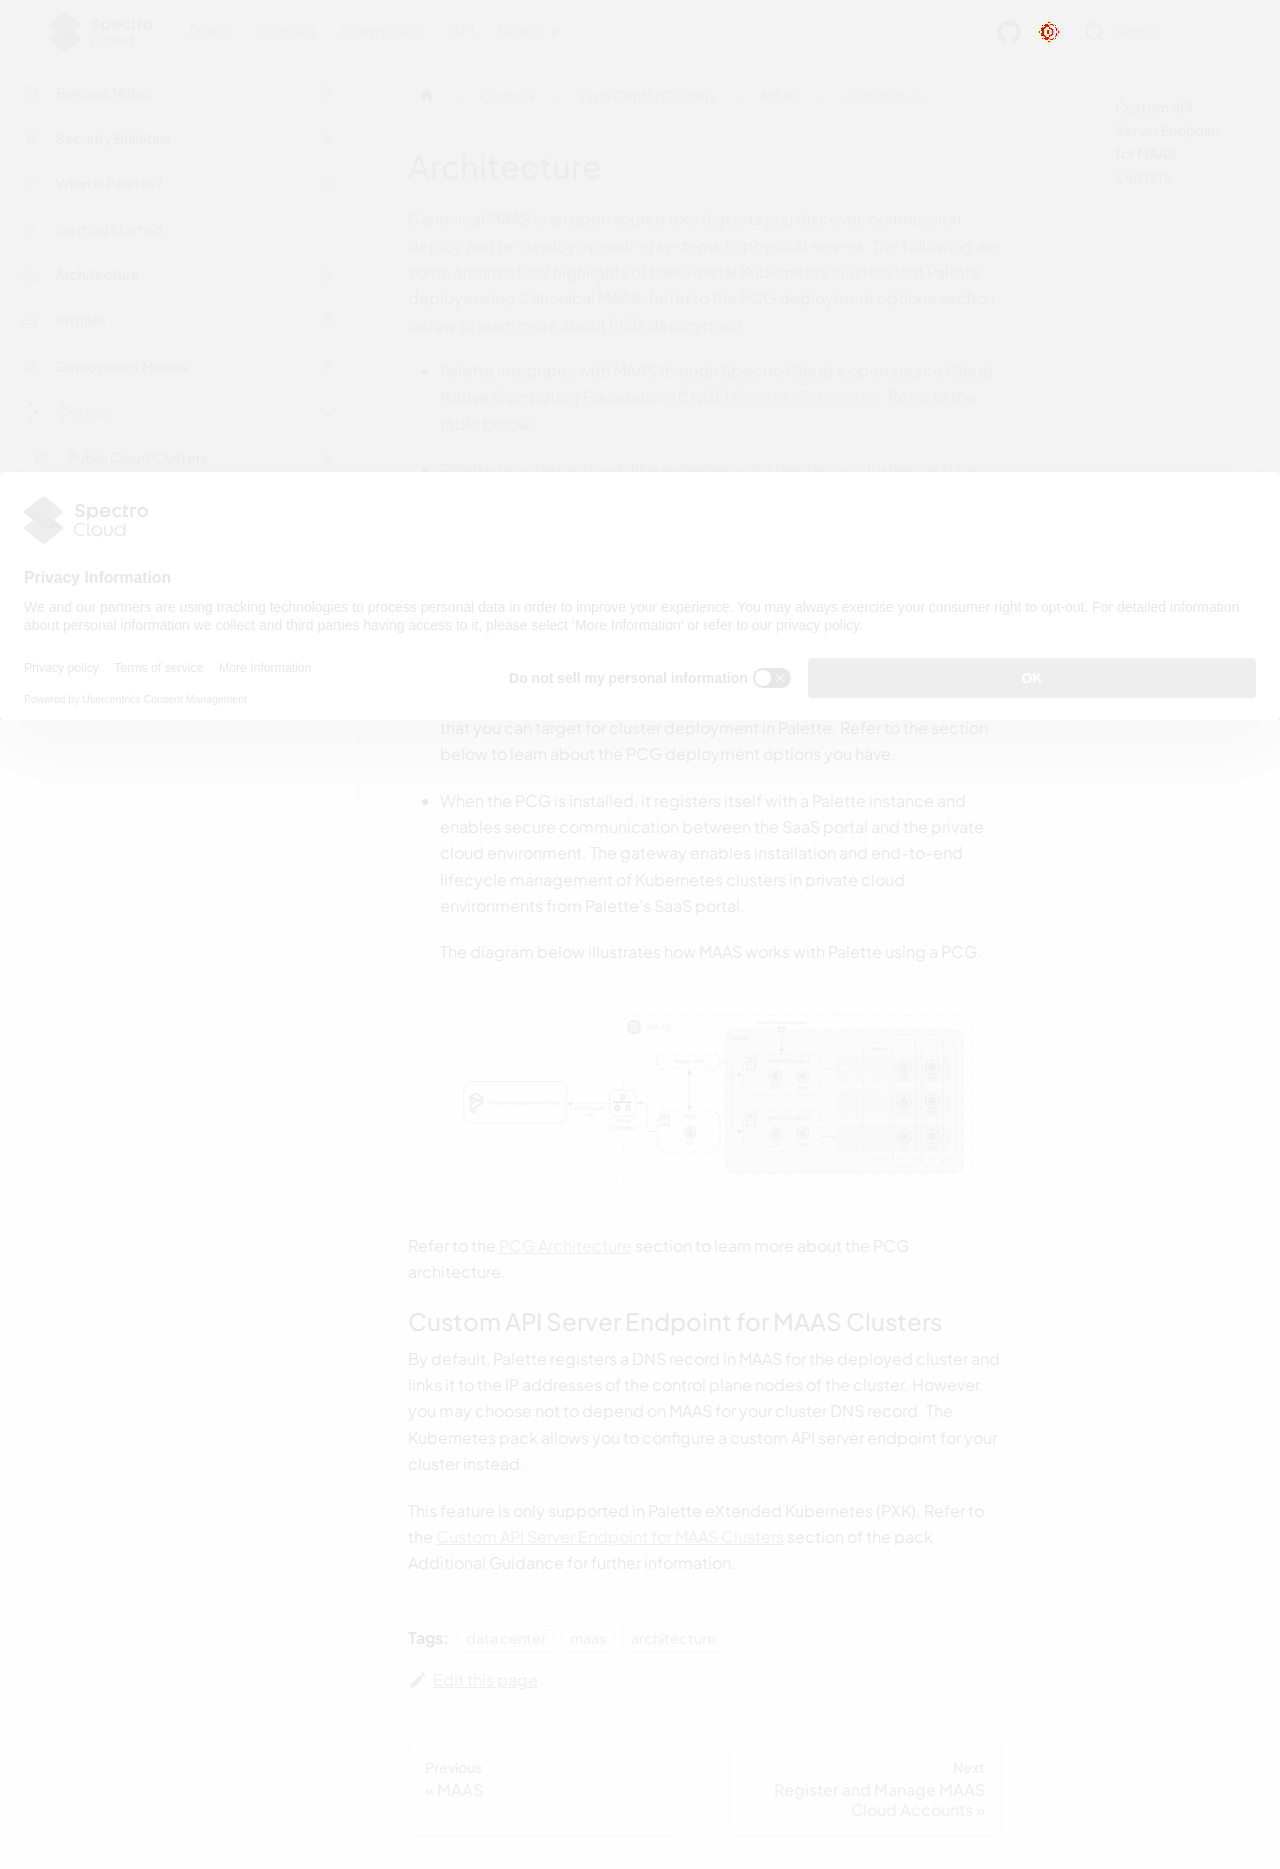 Spectro
Cloud
Docs Tutorials Downloads API latest
Search
Release Notes
Security Bulletins
What is Palette?
Getting Started
Architecture
Profiles
Deployment Modes
Clusters
Public Cloud Clusters
Clusters
Data Center Clusters
MAAS
Architecture
Custom API
Server Endpoint
for MAAS
Clusters
Architecture
Canonical MAAS is an open source tool that lets you discover, commission,
deploy and re-deploy operating systems to physical servers. The following are
some architectural highlights of bare-metal Kubernetes clusters that Palette
deploys using Canonical MAAS. Refer to the PCG deployment options section
below to learn more about PCG deployment.
Palette integrates with MAAS through Spectro Cloud's open source Cloud
Native Computing Foundation (CNCF) Cluster API provider. Refer to the
table below.
Palette provides a cloud-like experience for deploying clusters on bare
Spectro
Cloud
Privacy Information
We and our partners are using tracking technologies to process personal data in order to improve your experience. You may always exercise your consumer right to opt-out. For detailed information
about personal information we collect and third parties having access to it, please select 'More Information' or refer to our privacy policy.
Privacy policy Terms of service More Information
Powered by Usercentrics Consent Management
Do not sell my personal information
OK
that you can target for cluster deployment in Palette. Refer to the section
below to learn about the PCG deployment options you have.
When the PCG is installed, it registers itself with a Palette instance and
enables secure communication between the SaaS portal and the private
cloud environment. The gateway enables installation and end-to-end
lifecycle management of Kubernetes clusters in private cloud
environments from Palette's SaaS portal.
The diagram below illustrates how MAAS works with Palette using a PCG.
MAAS
Refer to the PCG Architecture section to learn more about the PCG
architecture.
Custom API Server Endpoint for MAAS Clusters
By default, Palette registers a DNS record in MAAS for the deployed cluster and
links it to the IP addresses of the control plane nodes of the cluster. However,
you may choose not to depend on MAAS for your cluster DNS record. The
Kubernetes pack allows you to configure a custom API server endpoint for your
cluster instead.
This feature is only supported in Palette eXtended Kubernetes (PXK). Refer to
the Custom API Server Endpoint for MAAS Clusters section of the pack
Additional Guidance for further information.
Tags: data center maas architecture
Edit this page
Previous
« MAAS
Next
Register and Manage MAAS
Cloud Accounts »